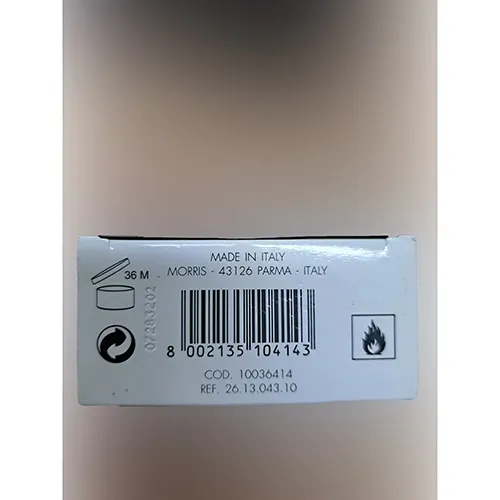 MADE IN ITALY
MORRIS - 43126 PARMA - ITALY
36 M
07283202
8 002135 104143
COD. 10036414
REF. 26.13.043.10